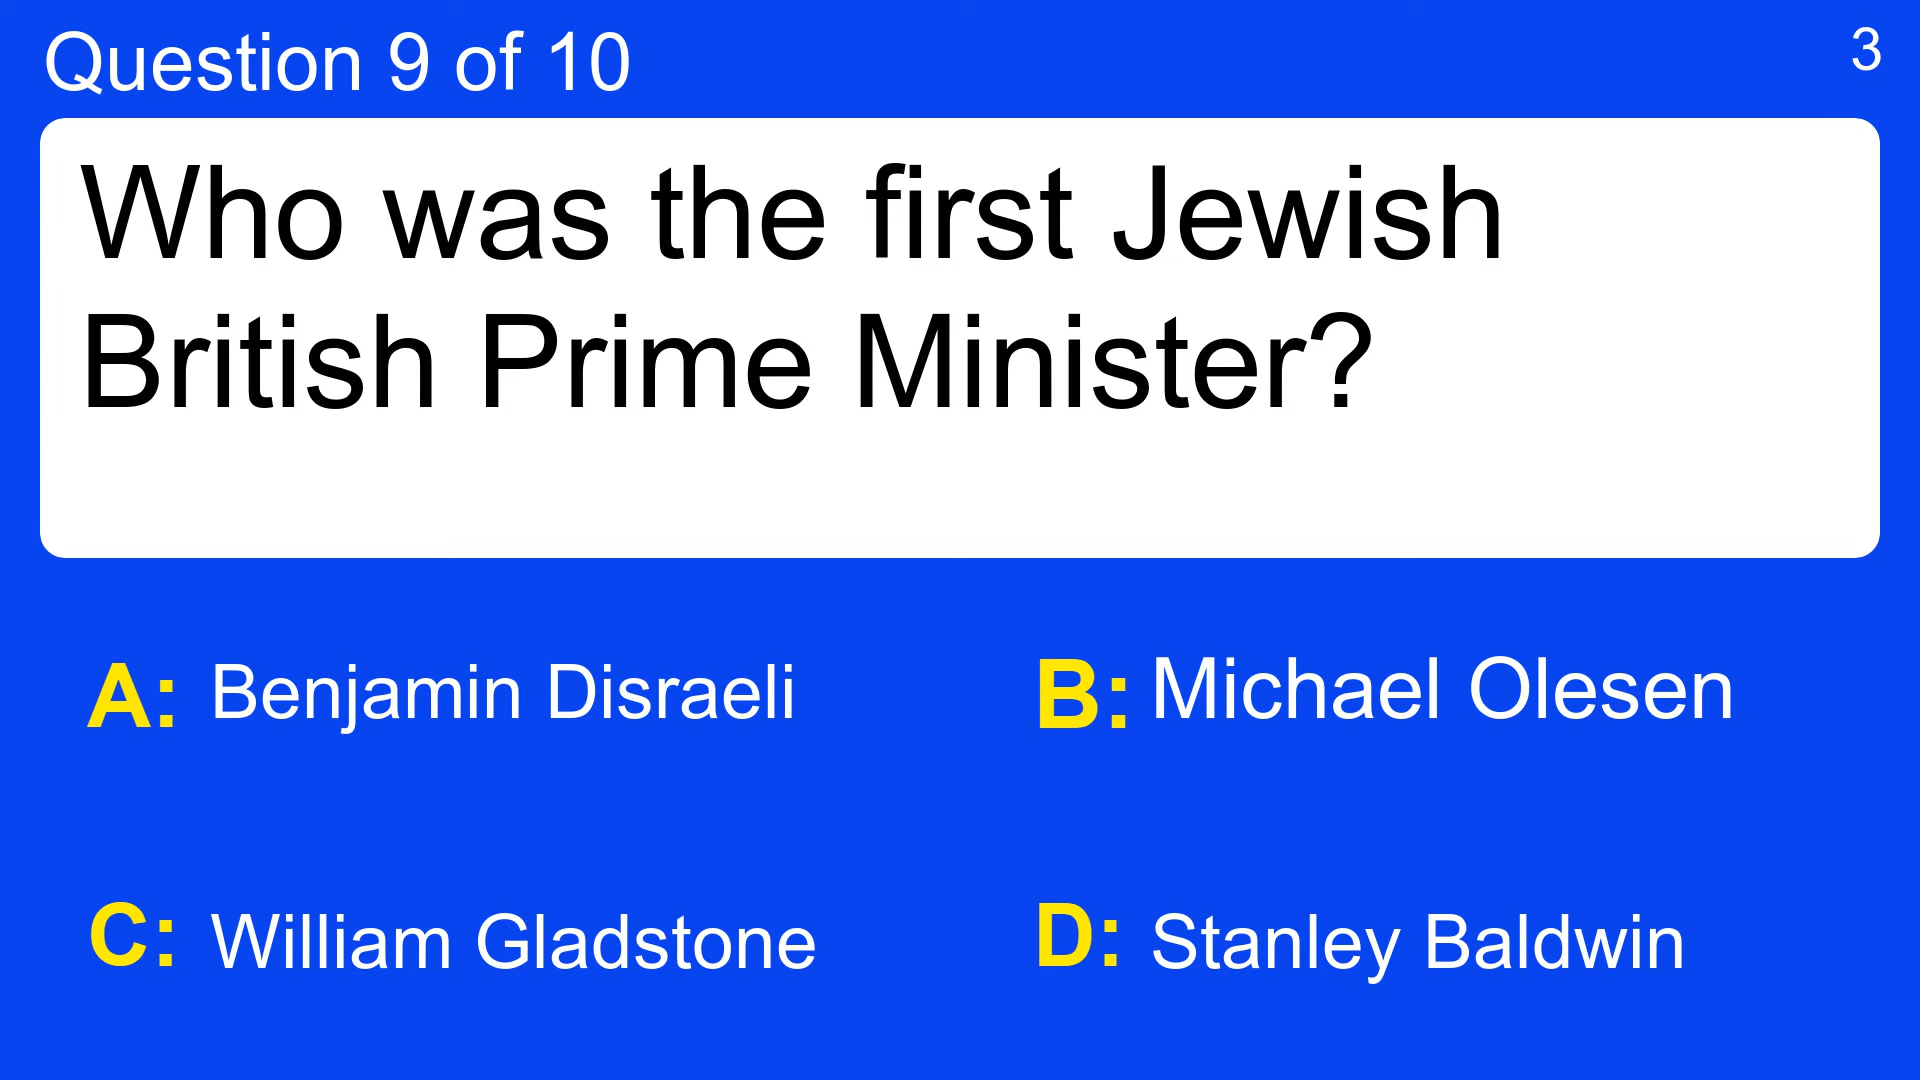 Question 9 of 10
3
Who was the first Jewish
British Prime Minister?
A: Benjamin Disraeli
B: Michael Olesen
C: William Gladstone
D: Stanley Baldwin